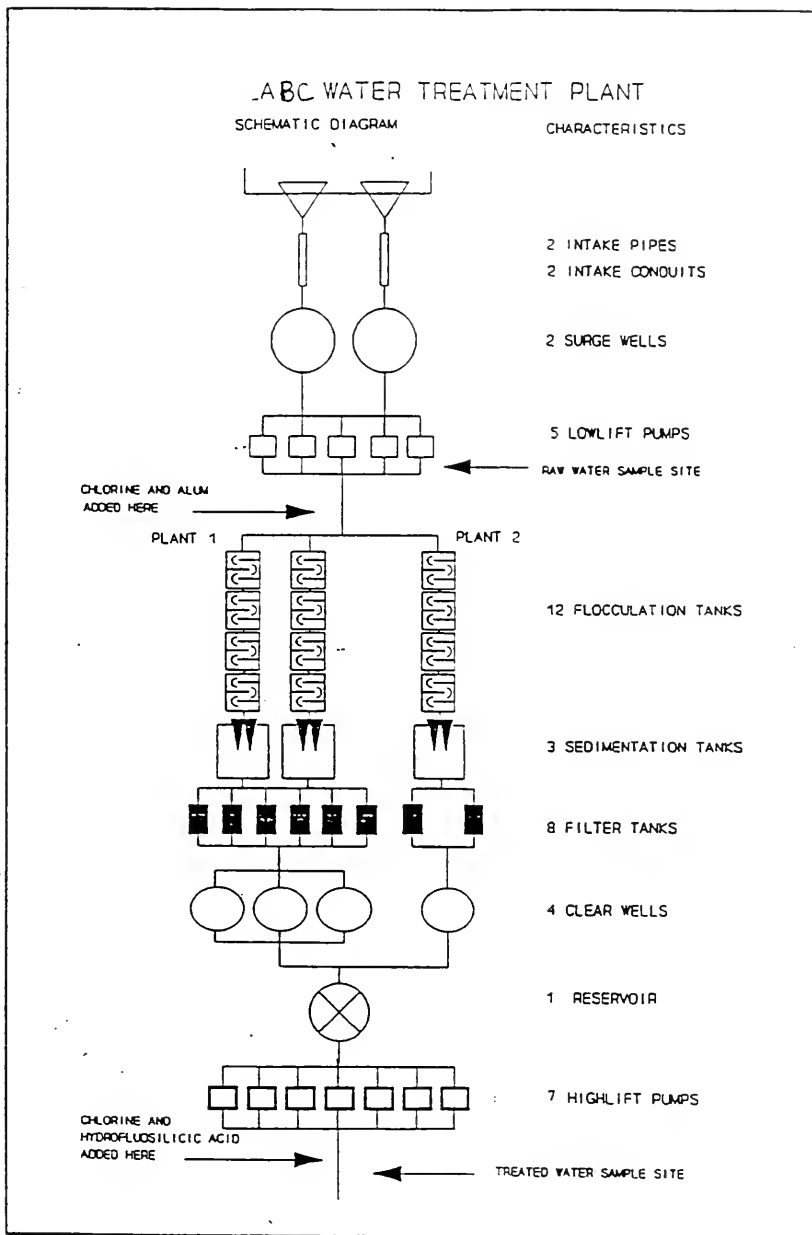 ABC WATER TREATMENT PLANT
SCHEMATIC DIAGRAM
CHARACTERISTICS
2 INTAKE PIPES
2 INTAKE CONDUITS
2 SURGE WELLS
5 LOWLIFT PUMPS
RAW WATER SAMPLE SITE
CHLORINE AND ALUM
ADDED HERE
PLANT 1
PLANT 2
12 FLOCCULATION TANKS
3 SEDIMENTATION TANKS
8 FILTER TANKS
4 CLEAR WELLS
1 RESERVOIR
7 HIGHLIFT PUMPS
CHLORINE AND
HYDROFLUOSILICIC ACID
ADDED HERE
TREATED WATER SAMPLE SITE